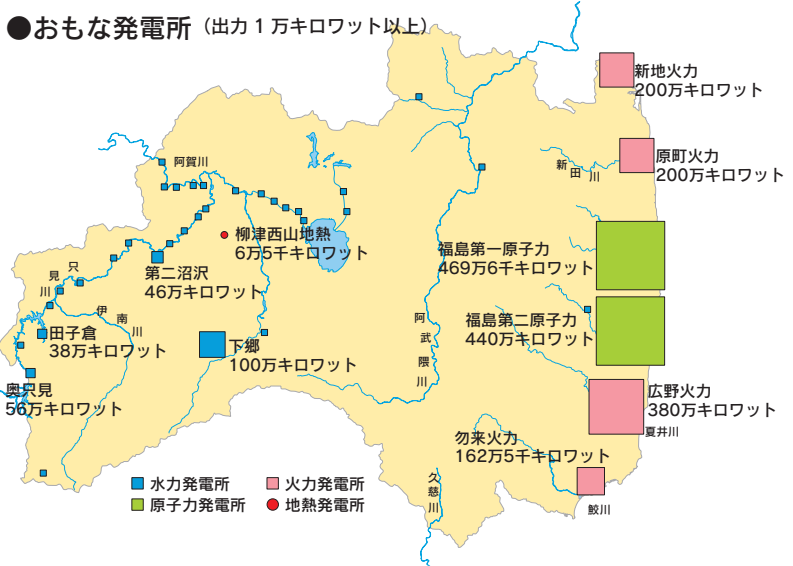 ●おもな発電所（出力1万キロワット以上）
新地火力
200万キロワット
原町火力
200万キロワット
新田川
阿賀川
柳津西山地熱
6万5千キロワット
福島第一原子力
469万6千キロワット
第二沼沢
46万キロワット
只見川
伊南川
田子倉
38万キロワット
下郷
100万キロワット
阿武隈川
福島第二原子力
440万キロワット
奥只見
56万キロワット
広野火力
380万キロワット
夏井川
勿来火力
162万5千キロワット
久慈川
鮫川
水力発電所
火力発電所
原子力発電所
地熱発電所